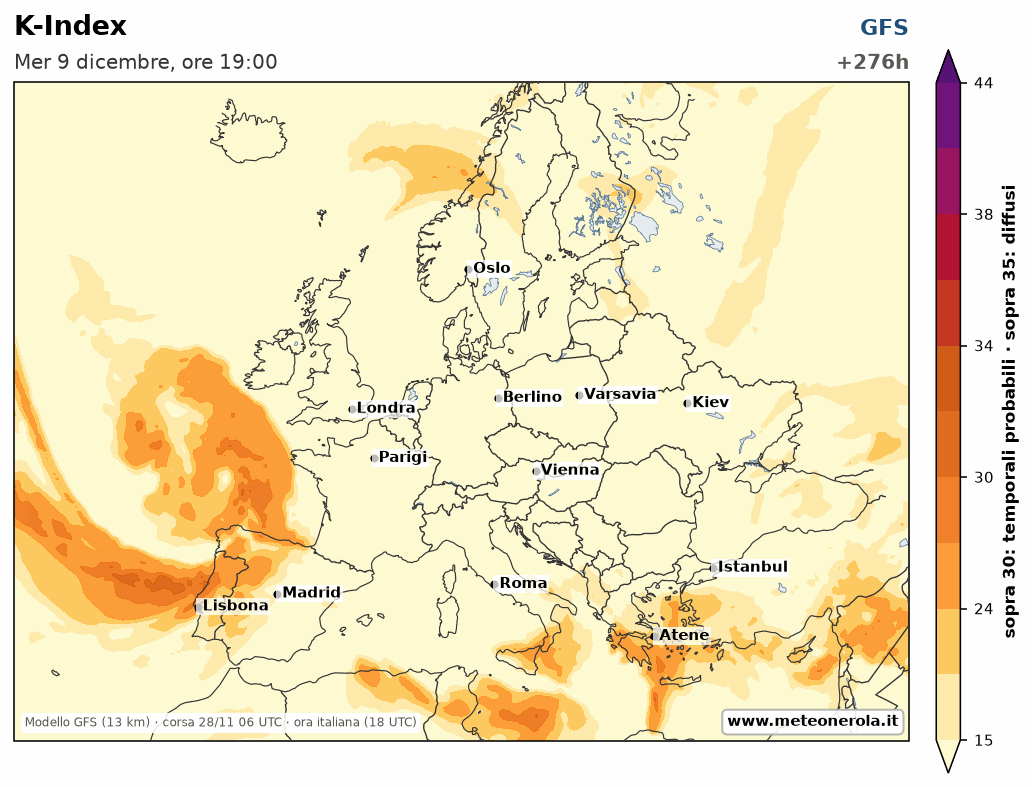 K-Index
GFS
Mer 9 dicembre, ore 19:00
+276h
44
38
34
30
24
15
sopra 30: temporali probabili · sopra 35: diffusi
Oslo
Berlino
Varsavia
Kiev
Londra
Parigi
Vienna
Istanbul
Roma
Madrid
Lisbona
Atene
Modello GFS (13 km) · corsa 28/11 06 UTC · ora italiana (18 UTC)
www.meteonerola.it